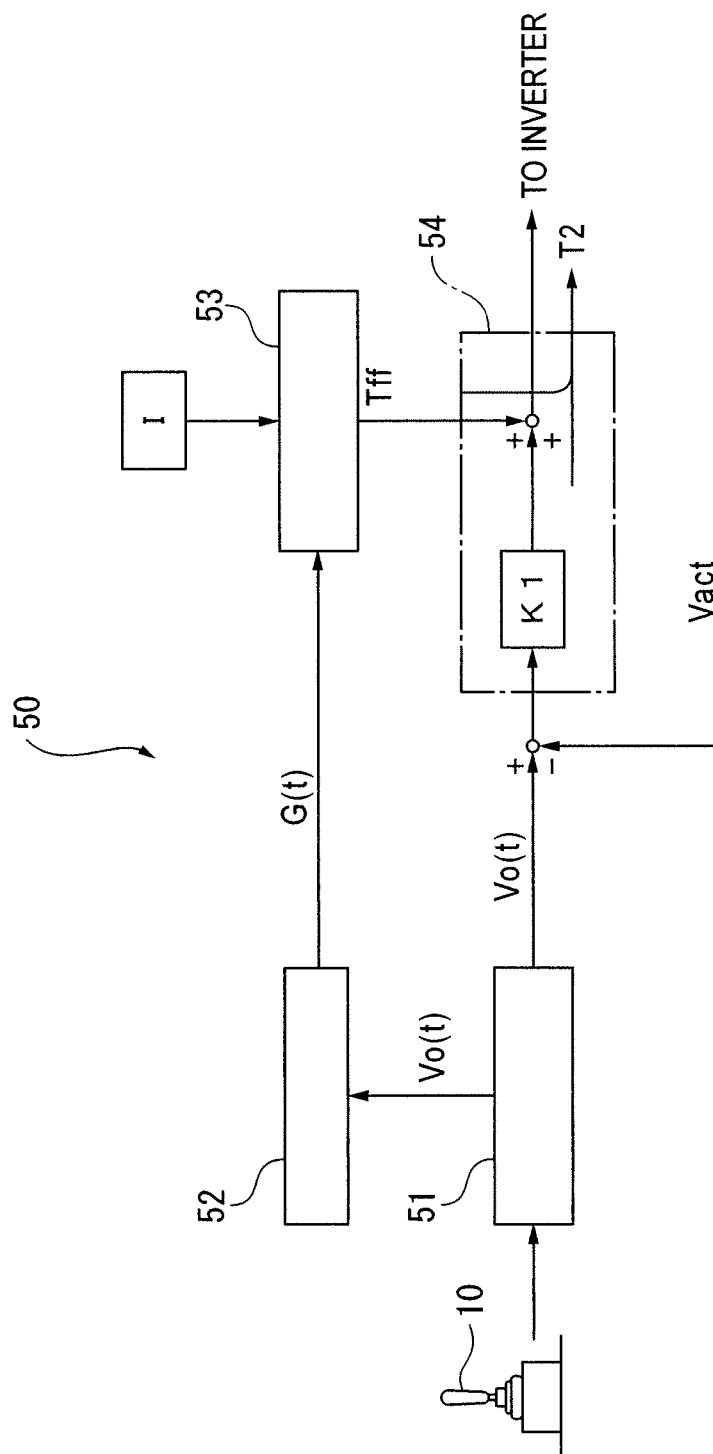 50
I
53
52
G(t)
Tff
54
TO INVERTER
T2
10
51
Vo(t)
Vo(t)
+
−
K 1
+
+
Vact